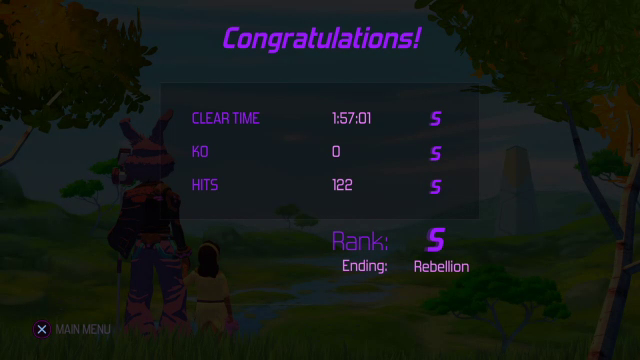 Congratulations!
CLEAR TIME 1:57:01 S
KO 0 S
HITS 122 S
Rank: S
Ending: Rebellion
MAIN MENU